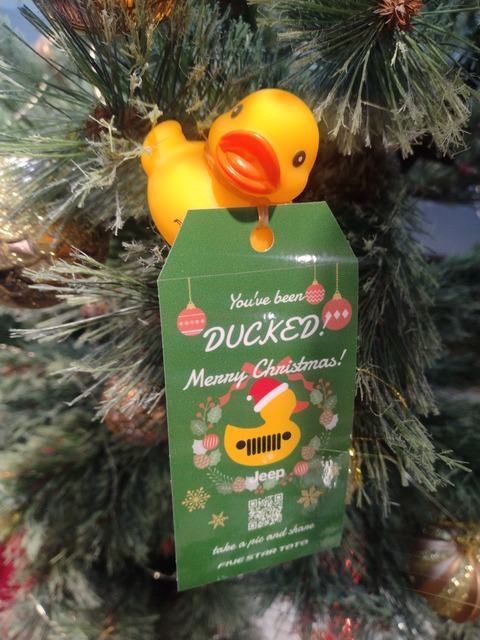 You've been
DUCKED!
Merry Christmas!
Jeep
take a pic and share
FIVE STAR TOTO